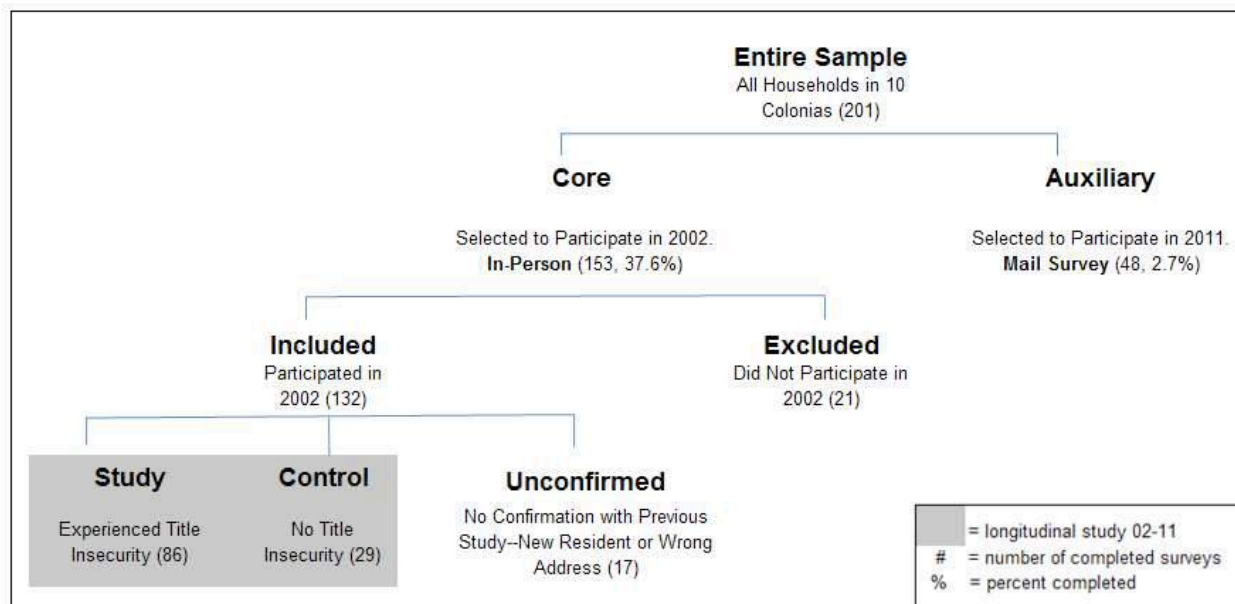 Entire Sample
All Households in 10
Colonias (201)
Core
Auxiliary
Selected to Participate in 2002.
In-Person (153, 37.6%)
Selected to Participate in 2011.
Mail Survey (48, 2.7%)
Included
Participated in
2002 (132)
Excluded
Did Not Participate in
2002 (21)
Study
Experienced Title
Insecurity (86)
Control
No Title
Insecurity (29)
Unconfirmed
No Confirmation with Previous
Study--New Resident or Wrong
Address (17)
= longitudinal study 02-11
# = number of completed surveys
% = percent completed